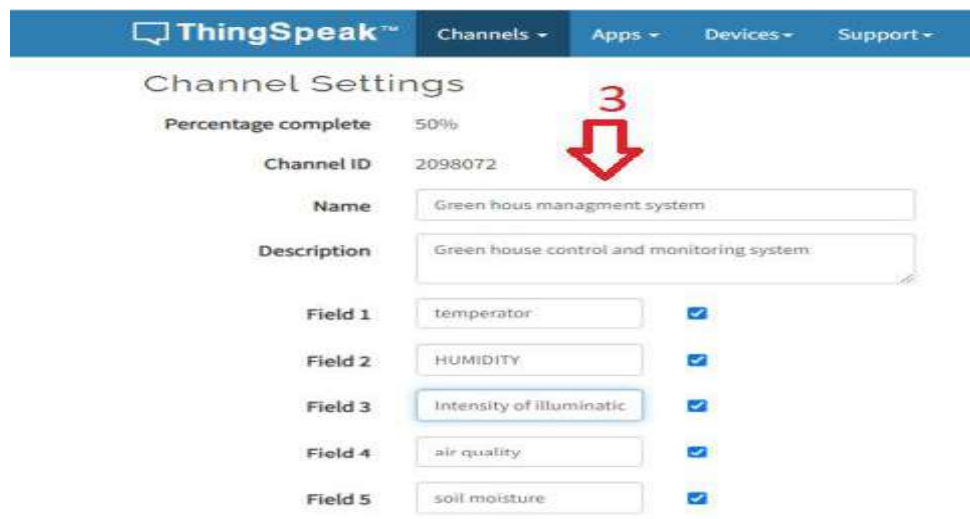 ThingSpeak™ Channels Apps Devices Support
Channel Settings
3
Percentage complete 50%
Channel ID 2098072
Name Green hous managment system
Description Green house control and monitoring system
Field 1 temperator
Field 2 HUMIDITY
Field 3 Intensity of illuminatic
Field 4 air quality
Field 5 soil moisture